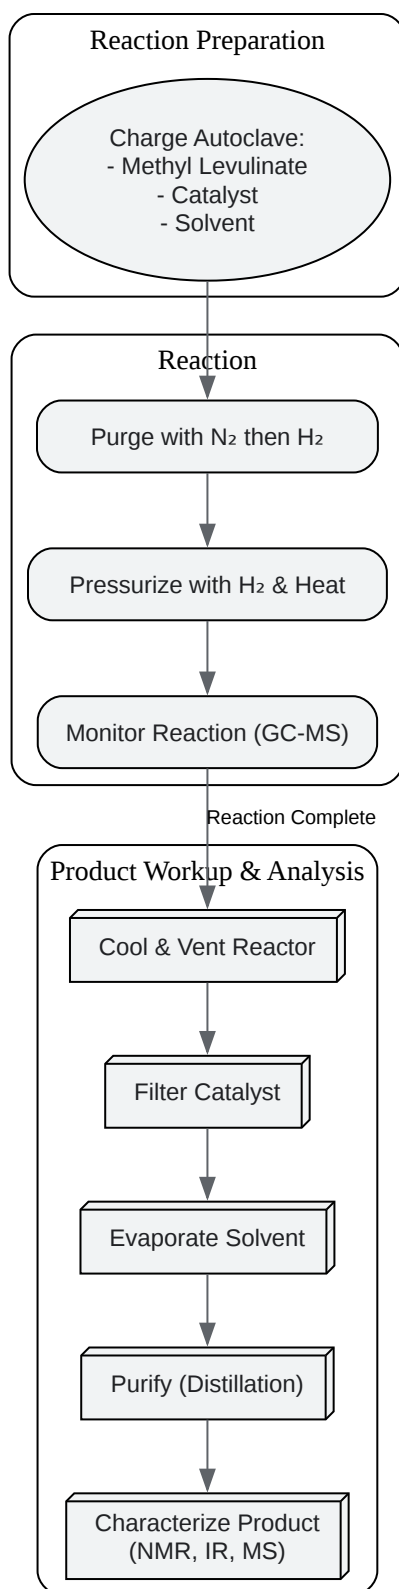 Reaction Preparation
Charge Autoclave:
- Methyl Levulinate
- Catalyst
- Solvent
Reaction
Purge with N₂ then H₂
Pressurize with H₂ & Heat
Monitor Reaction (GC-MS)
Reaction Complete
Product Workup & Analysis
Cool & Vent Reactor
Filter Catalyst
Evaporate Solvent
Purify (Distillation)
Characterize Product
(NMR, IR, MS)